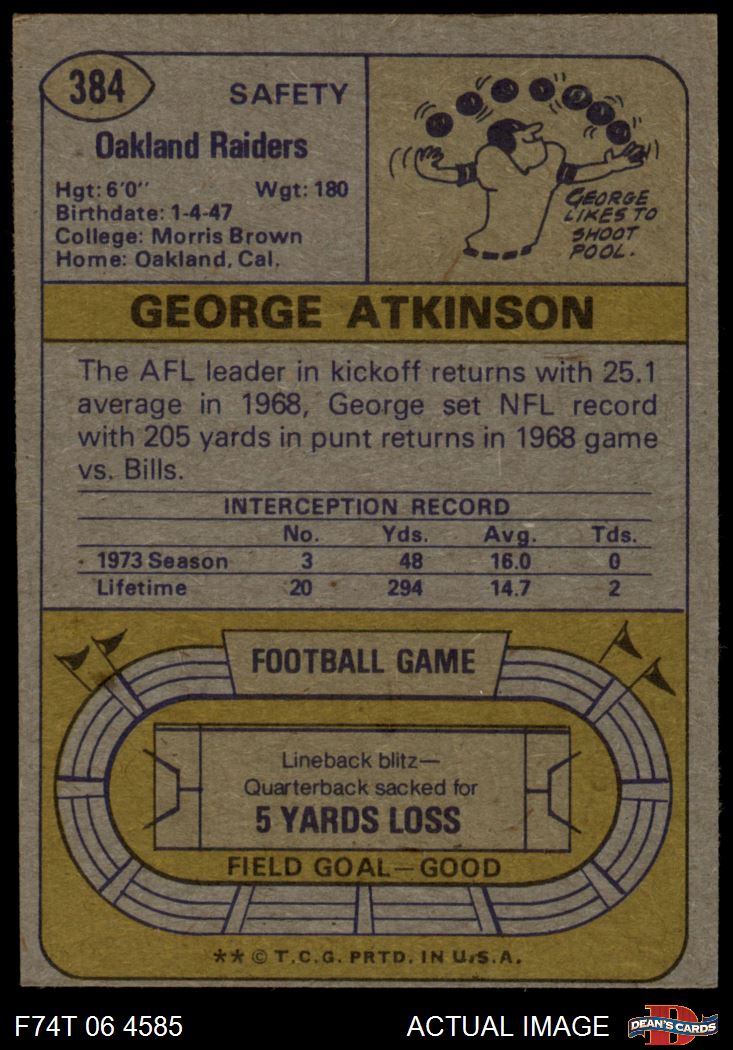 384
SAFETY
Oakland Raiders
Hgt: 6'0" Wgt: 180
Birthdate: 1-4-47
College: Morris Brown
Home: Oakland, Cal.
GEORGE
LIKES TO
SHOOT
POOL.
GEORGE ATKINSON
The AFL leader in kickoff returns with 25.1
average in 1968, George set NFL record
with 205 yards in punt returns in 1968 game
vs. Bills.
INTERCEPTION RECORD
No. Yds. Avg. Tds.
1973 Season 3 48 16.0 0
Lifetime 20 294 14.7 2
FOOTBALL GAME
Lineback blitz—
Quarterback sacked for
5 YARDS LOSS
FIELD GOAL—GOOD
** © T.C.G. PRTD. IN U.S.A.
F74T 06 4585 ACTUAL IMAGE
D
DEAN'S CARDS